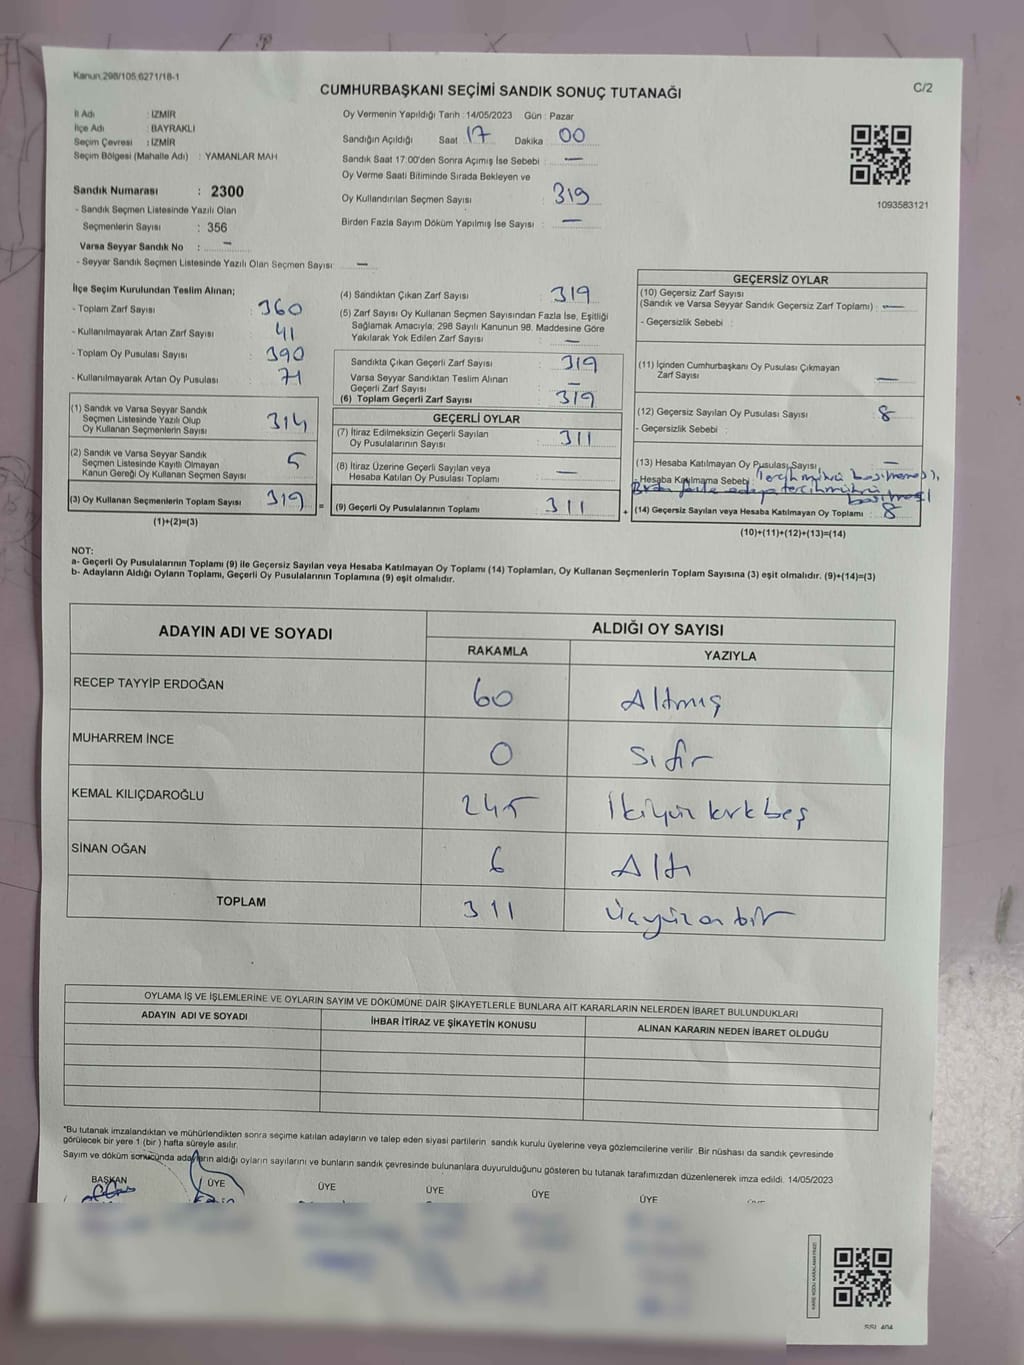 Kanun:298/105;6271/18-1
CUMHURBAŞKANI SEÇİMİ SANDIK SONUÇ TUTANAĞI
C/2
İl Adı : İZMİR
İlçe Adı : BAYRAKLI
Seçim Çevresi : İZMİR
Seçim Bölgesi (Mahalle Adı) : YAMANLAR MAH
Sandık Numarası : 2300
- Sandık Seçmen Listesinde Yazılı Olan
Seçmenlerin Sayısı : 356
Varsa Seyyar Sandık No : -
- Seyyar Sandık Seçmen Listesinde Yazılı Olan Seçmen Sayısı: -
Oy Vermenin Yapıldığı Tarih : 14/05/2023 Gün : Pazar
Sandığın Açıldığı Saat 17 Dakika 00
Sandık Saat 17:00'den Sonra Açımış İse Sebebi : -
Oy Verme Saati Bitiminde Sırada Bekleyen ve
Oy Kullandırılan Seçmen Sayısı : 319
Birden Fazla Sayım Döküm Yapılmış İse Sayısı : -
1093583121
İlçe Seçim Kurulundan Teslim Alınan;
- Toplam Zarf Sayısı : 360
- Kullanılmayarak Artan Zarf Sayısı : 41
- Toplam Oy Pusulası Sayısı : 390
- Kullanılmayarak Artan Oy Pusulası : 71
(1) Sandık ve Varsa Seyyar Sandık
Seçmen Listesinde Yazılı Olup
Oy Kullanan Seçmenlerin Sayısı : 314
(2) Sandık ve Varsa Seyyar Sandık
Seçmen Listesinde Kayıtlı Olmayan
Kanun Gereği Oy Kullanan Seçmen Sayısı : 5
(3) Oy Kullanan Seçmenlerin Toplam Sayısı : 319
(1)+(2)=(3)
(4) Sandıktan Çıkan Zarf Sayısı : 319
(5) Zarf Sayısı Oy Kullanan Seçmen Sayısından Fazla İse, Eşitliği
Sağlamak Amacıyla, 298 Sayılı Kanunun 98. Maddesine Göre
Yakılarak Yok Edilen Zarf Sayısı : -
Sandıkta Çıkan Geçerli Zarf Sayısı : 319
Varsa Seyyar Sandıktan Teslim Alınan
Geçerli Zarf Sayısı : -
(6) Toplam Geçerli Zarf Sayısı : 319
GEÇERLİ OYLAR
(7) İtiraz Edilmeksizin Geçerli Sayılan
Oy Pusulalarının Sayısı : 311
(8) İtiraz Üzerine Geçerli Sayılan veya
Hesaba Katılan Oy Pusulası Toplamı : -
= (9) Geçerli Oy Pusulalarının Toplamı : 311
GEÇERSİZ OYLAR
(10) Geçersiz Zarf Sayısı
(Sandık ve Varsa Seyyar Sandık Geçersiz Zarf Toplamı) : -
- Geçersizlik Sebebi :
(11) İçinden Cumhurbaşkanı Oy Pusulası Çıkmayan
Zarf Sayısı : -
(12) Geçersiz Sayılan Oy Pusulası Sayısı : 8
- Geçersizlik Sebebi :
(13) Hesaba Katılmayan Oy Pusulası Sayısı : -
- Hesaba Katılmama Sebebi : Tercih mührü basılmaması,
Birden fazla adaya tercih mührü
basılması
+ (14) Geçersiz Sayılan veya Hesaba Katılmayan Oy Toplamı : 8
(10)+(11)+(12)+(13)=(14)
NOT:
a- Geçerli Oy Pusulalarının Toplamı (9) ile Geçersiz Sayılan veya Hesaba Katılmayan Oy Toplamı (14) Toplamları, Oy Kullanan Seçmenlerin Toplam Sayısına (3) eşit olmalıdır. (9)+(14)=(3)
b- Adayların Aldığı Oyların Toplamı, Geçerli Oy Pusulalarının Toplamına (9) eşit olmalıdır.
ADAYIN ADI VE SOYADI ALDIĞI OY SAYISI
RAKAMLA YAZIYLA
RECEP TAYYİP ERDOĞAN 60 Altmış
MUHARREM İNCE 0 Sıfır
KEMAL KILIÇDAROĞLU 245 İkiyüz kırkbeş
SİNAN OĞAN 6 Altı
TOPLAM 311 Üçyüz on bir
OYLAMA İŞ VE İŞLEMLERİNE VE OYLARIN SAYIM VE DÖKÜMÜNE DAİR ŞİKAYETLERLE BUNLARA AİT KARARLARIN NELERDEN İBARET BULUNDUKLARI
ADAYIN ADI VE SOYADI İHBAR İTİRAZ VE ŞİKAYETİN KONUSU ALINAN KARARIN NEDEN İBARET OLDUĞU
*Bu tutanak imzalandıktan ve mühürlendikten sonra seçime katılan adayların ve talep eden siyasi partilerin sandık kurulu üyelerine veya gözlemcilerine verilir. Bir nüshası da sandık çevresinde
görülecek bir yere 1 (bir ) hafta süreyle asılır.
Sayım ve döküm sonucunda adayların aldığı oyların sayılarını ve bunların sandık çevresinde bulunanlara duyurulduğunu gösteren bu tutanak tarafımızdan düzenlenerek imza edildi. 14/05/2023
BAŞKAN ÜYE ÜYE ÜYE ÜYE ÜYE